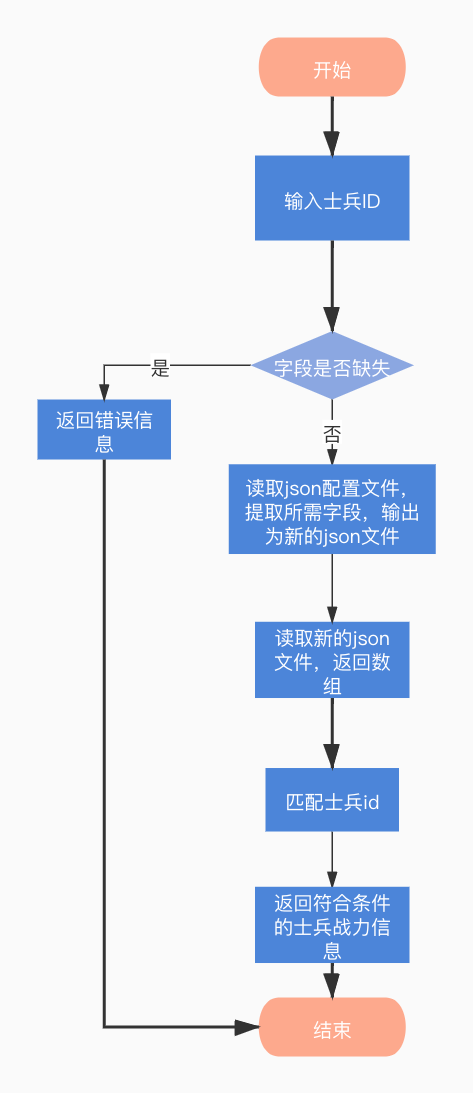 开始
输入士兵ID
字段是否缺失
是
返回错误信
息
否
读取json配置文件，
提取所需字段，输出
为新的json文件
读取新的json
文件，返回数
组
匹配士兵id
返回符合条件
的士兵战力信
息
结束